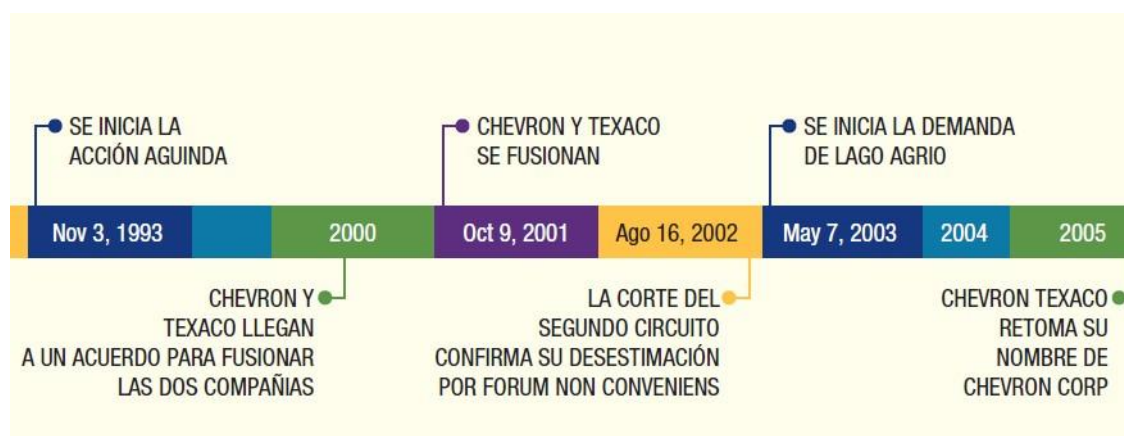 SE INICIA LA
ACCIÓN AGUINDA
CHEVRON Y TEXACO
SE FUSIONAN
SE INICIA LA DEMANDA
DE LAGO AGRIO
Nov 3, 1993
2000
Oct 9, 2001
Ago 16, 2002
May 7, 2003
2004
2005
CHEVRON Y
TEXACO LLEGAN
A UN ACUERDO PARA FUSIONAR
LAS DOS COMPAÑIAS
LA CORTE DEL
SEGUNDO CIRCUITO
CONFIRMA SU DESESTIMACIÓN
POR FORUM NON CONVENIENS
CHEVRON TEXACO
RETOMA SU
NOMBRE DE
CHEVRON CORP